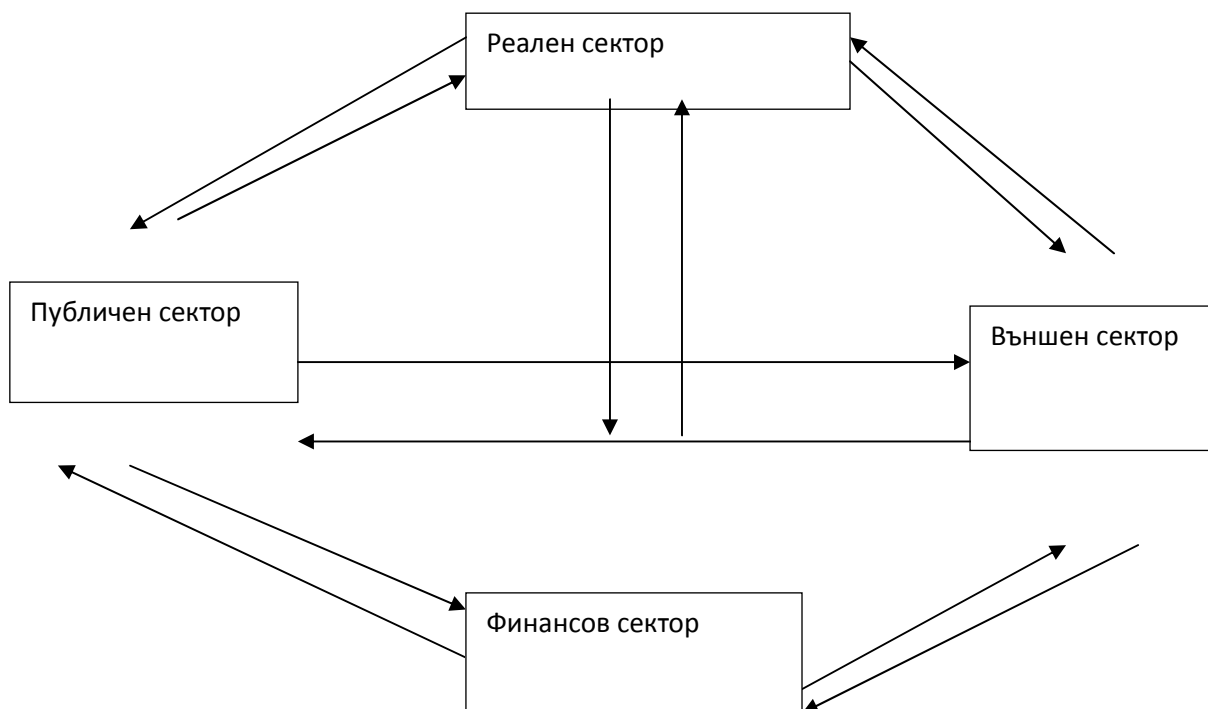 Реален сектор
Публичен сектор
Външен сектор
Финансов сектор